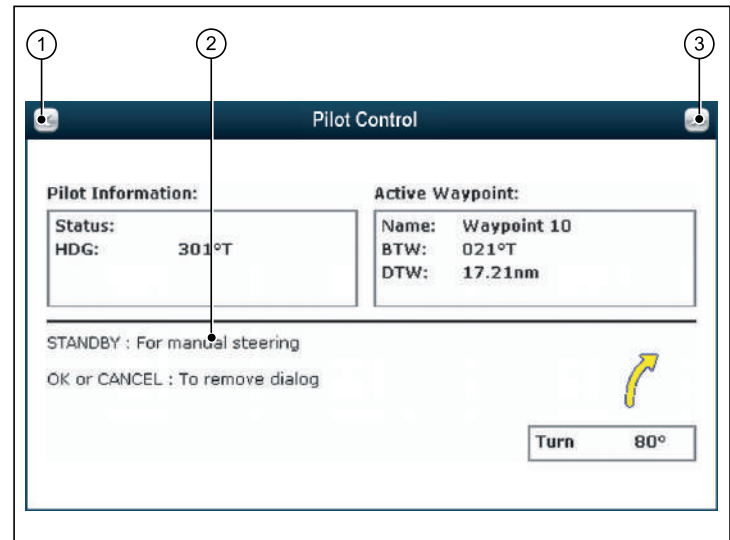 1 2 3
Pilot Control
Pilot Information:
Status:
HDG: 301°T
Active Waypoint:
Name: Waypoint 10
BTW: 021°T
DTW: 17.21nm
STANDBY : For manual steering
OK or CANCEL : To remove dialog
Turn 80°